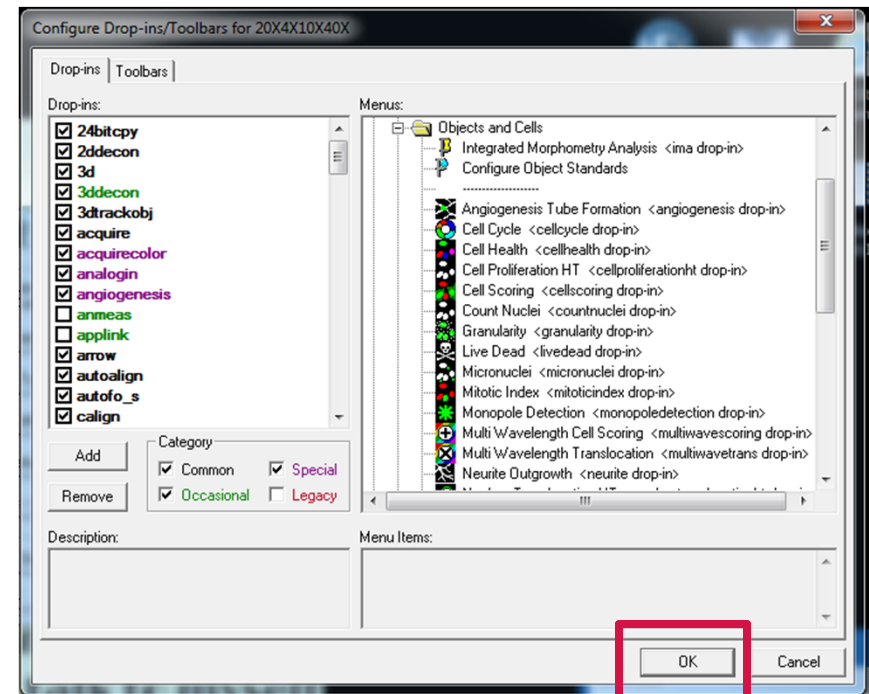 Configure Drop-ins/Toolbars for 20X4X10X40X
Drop-ins Toolbars
Drop-ins:
24bitcpy
2ddecon
3d
3ddecon
3dtrackobj
acquire
acquirecolor
analogin
angiogenesis
anmeas
applink
arrow
autoalign
autofo_s
calign
Add
Remove
Category
Common Special
Occasional Legacy
Menus:
Objects and Cells
Integrated Morphometry Analysis <ima drop-in>
Configure Object Standards
-------------------
Angiogenesis Tube Formation <angiogenesis drop-in>
Cell Cycle <cellcycle drop-in>
Cell Health <cellhealth drop-in>
Cell Proliferation HT <cellproliferationht drop-in>
Cell Scoring <cellscoring drop-in>
Count Nuclei <countnuclei drop-in>
Granularity <granularity drop-in>
Live Dead <livedead drop-in>
Micronuclei <micronuclei drop-in>
Mitotic Index <mitoticindex drop-in>
Monopole Detection <monopoledetection drop-in>
Multi Wavelength Cell Scoring <multiwavescoring drop-in>
Multi Wavelength Translocation <multiwavetrans drop-in>
Neurite Outgrowth <neurite drop-in>
Description:
Menu Items:
OK Cancel